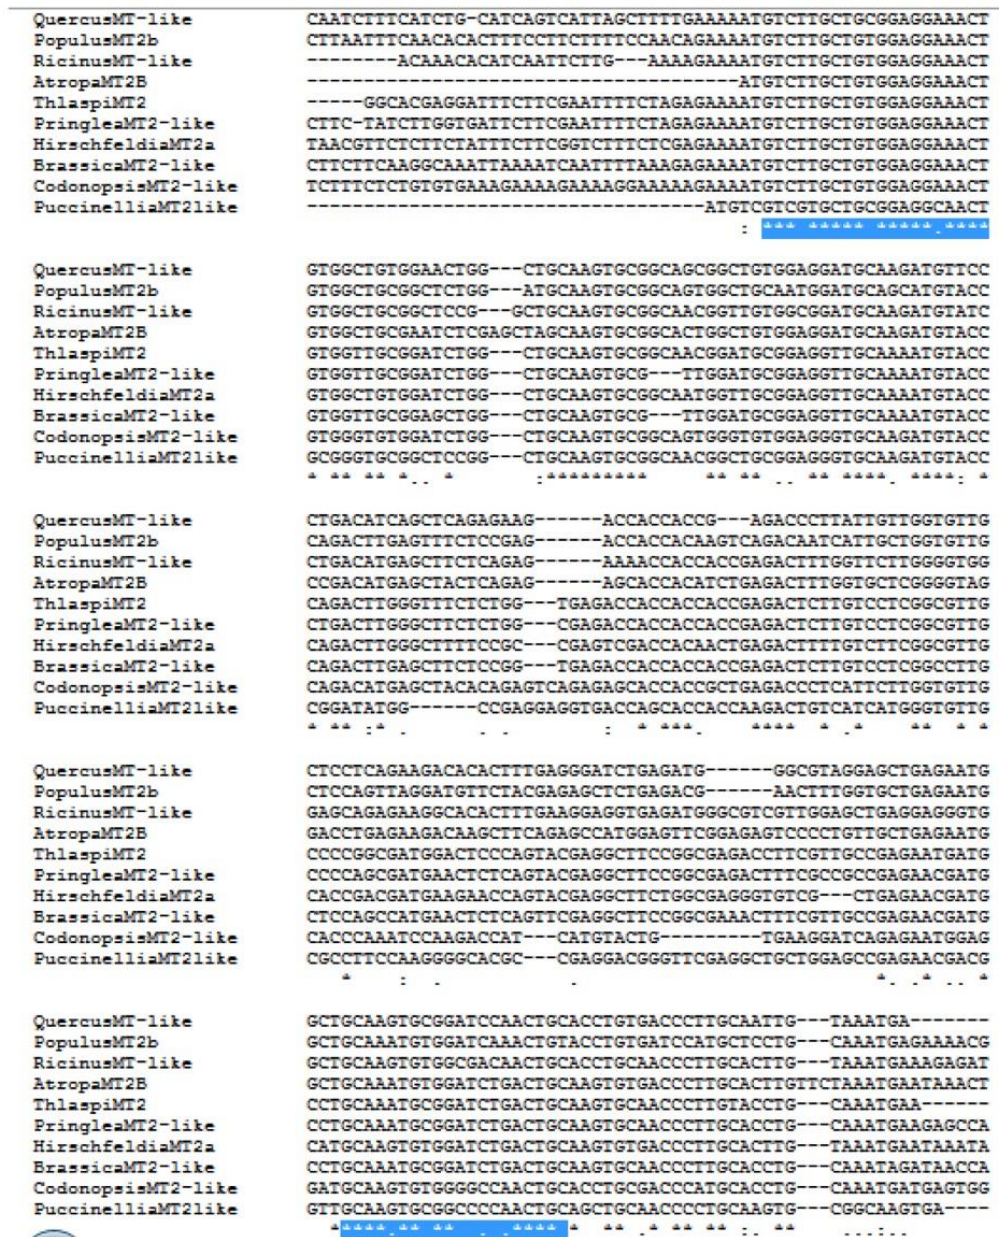 QuercusMT-like CAATCTTTCATCTG-CATCAGTCATTAGCTTTTGAAAAAATGTCTTGCTGCGGAGGAAACT
PopulusMT2b CTTAATTTCAACACACTTTCCTTCTTTTCCAACAGAAAATGTCTTGCTGTGGAGGAAACT
RicinusMT-like --------ACAAACACATCAATTCTTG---AAAAGAAAATGTCTTGCTGTGGAGGAAACT
AtropaMT2B --------------------------------------ATGTCTTGCTGTGGAGGAAACT
ThlaspiMT2 -----GGCACGAGGATTTCTTCGAATTTTCTAGAGAAAATGTCTTGCTGTGGAGGAAACT
PringleaMT2-like CTTC-TATCTTGGTGATTCTTCGAATTTTCTAGAGAAAATGTCTTGCTGTGGAGGAAACT
HirschfeldiaMT2a TAACGTTCTCTTCTATTTCTTCGGTCTTTCTCGAGAAAATGTCTTGCTGTGGAGGAAACT
BrassicaMT2-like CTTCTTCAAGGCAAATTAAAATCAATTTTAAAGAGAAAATGTCTTGCTGTGGAGGAAACT
CodonopsisMT2-like TCTTTCTCTGTGTGAAAGAAAAGAAAAGGAAAAAGAAAATGTCTTGCTGTGGAGGAAACT
PuccinelliaMT2like -----------------------------------ATGTCGTCGTGCTGCGGAGGCAACT
: *** ***** *****.****
QuercusMT-like GTGGCTGTGGAACTGG---CTGCAAGTGCGGCAGCGGCTGTGGAGGATGCAAGATGTTCC
PopulusMT2b GTGGCTGCGGCTCTGG---ATGCAAGTGCGGCAGTGGCTGCAATGGATGCAGCATGTACC
RicinusMT-like GTGGCTGCGGCTCCG---GCTGCAAGTGCGGCAACGGTTGTGGCGGATGCAAGATGTATC
AtropaMT2B GTGGCTGCGAATCTCGAGCTAGCAAGTGCGGCACTGGCTGTGGAGGATGCAAGATGTACC
ThlaspiMT2 GTGGTTGCGGATCTGG---CTGCAAGTGCGGCAACGGATGCGGAGGTTGCAAAATGTACC
PringleaMT2-like GTGGTTGCGGATCTGG---CTGCAAGTGCG---TTGGATGCGGAGGTTGCAAAATGTACC
HirschfeldiaMT2a GTGGCTGTGGATCTGG---CTGCAAGTGCGGCAATGGTTGCGGAGGTTGCAAAATGTACC
BrassicaMT2-like GTGGTTGCGGAGCTGG---CTGCAAGTGCG---TTGGATGCGGAGGTTGCAAAATGTACC
CodonopsisMT2-like GTGGGTGTGGATCTGG---CTGCAAGTGCGGCAGTGGGTGTGGAGGGTGCAAGATGTACC
PuccinelliaMT2like GCGGGTGCGGCTCCGG---CTGCAAGTGCGGCAACGGCTGCGGAGGGTGCAAGATGTACC
* ** ** *.. * :********* ** ** .. ** ****. ****: *
QuercusMT-like CTGACATCAGCTCAGAGAAG------ACCACCACCG---AGACCCTTATTGTTGGTGTTG
PopulusMT2b CAGACTTGAGTTTCTCCGAG------ACCACCACAAGTCAGACAATCATTGCTGGTGTTG
RicinusMT-like CTGACATGAGCTTCTCAGAG------AAAACCACCACCGAGACTTTGGTTCTTGGGGTGG
AtropaMT2B CCGACATGAGCTACTCAGAG------AGCACCACATCTGAGACTTTGGTGCTCGGGGTAG
ThlaspiMT2 CAGACTTGGGTTTCTCTGG---TGAGACCACCACCACCGAGACTCTTGTCCTCGGCGTTG
PringleaMT2-like CTGACTTGGGCTTCTCTGG---CGAGACCACCACCACCGAGACTCTTGTCCTCGGCGTTG
HirschfeldiaMT2a CAGACTTGGGCTTTTCCGC---CGAGTCGACCACAACTGAGACTTTTGTCTTCGGCGTTG
BrassicaMT2-like CAGACTTGAGCTTCTCCGG---TGAGACCACCACCACCGAGACTCTTGTCCTCGGCCTTG
CodonopsisMT2-like CAGACATGAGCTACACAGAGTCAGAGAGCACCACCGCTGAGACCCTCATTCTTGGTGTTG
PuccinelliaMT2like CGGATATGG------CCGAGGAGGTGACCAGCACCACCAAGACTGTCATCATGGGTGTTG
* ** :* . . . : * ***. **** * .* ** * *
QuercusMT-like CTCCTCAGAAGACACACTTTGAGGGATCTGAGATG------GGCGTAGGAGCTGAGAATG
PopulusMT2b CTCCAGTTAGGATGTTCTACGAGAGCTCTGAGACG------AACTTTGGTGCTGAGAATG
RicinusMT-like GAGCAGAGAAGGCACACTTTGAAGGAGGTGAGATGGGCGTCGTTGGAGCTGAGGAGGGTG
AtropaMT2B GACCTGAGAAGACAAGCTTCAGAGCCATGGAGTTCGGAGAGTCCCCTGTTGCTGAGAATG
ThlaspiMT2 CCCCGGCGATGGACTCCCAGTACGAGGCTTCCGGCGAGACCTTCGTTGCCGAGAATGATG
PringleaMT2-like CCCCAGCGATGAACTCTCAGTACGAGGCTTCCGGCGAGACTTTCGCCGCCGAGAACGATG
HirschfeldiaMT2a CACCGACGATGAAGAACCAGTACGAGGCTTCTGGCGAGGGTGTCG---CTGAGAACGATG
BrassicaMT2-like CTCCAGCCATGAACTCTCAGTTCGAGGCTTCCGGCGAAACTTTCGTTGCCGAGAACGATG
CodonopsisMT2-like CACCCAAATCCAAGACCAT---CATGTACTG---------TGAAGGATCAGAGAATGGAG
PuccinelliaMT2like CGCCTTCCAAGGGGCACGC---CGAGGACGGGTTCGAGGCTGCTGGAGCCGAGAACGACG
* : . . *. .* .. *
QuercusMT-like GCTGCAAGTGCGGATCCAACTGCACCTGTGACCCTTGCAATTG---TAAATGA-------
PopulusMT2b GCTGCAAATGTGGATCAAACTGTACCTGTGATCCATGCTCCTG---CAAATGAGAAAACG
RicinusMT-like GCTGCAAGTGTGGCGACAACTGCACCTGCAACCCTTGCACTTG---TAAATGAAAGAGAT
AtropaMT2B GCTGCAAATGTGGATCTGACTGCAAGTGTGACCCTTGCACTTGTTCTAAATGAATAAACT
ThlaspiMT2 CCTGCAAATGCGGATCTGACTGCAAGTGCAACCCTTGTACCTG---CAAATGAA------
PringleaMT2-like CCTGCAAATGCGGATCTGACTGCAAGTGCAACCCTTGCACCTG---CAAATGAAGAGCCA
HirschfeldiaMT2a CATGCAAGTGTGGATCTGACTGCAAGTGTGACCCTTGCACTTG---TAAATGAATAAATA
BrassicaMT2-like CCTGCAAATGCGGATCTGACTGCAAGTGCAACCCTTGCACCTG---CAAATAGATAACCA
CodonopsisMT2-like GATGCAAGTGTGGGGCCAACTGCACCTGCGACCCATGCACCTG---CAAATGATGAGTGG
PuccinelliaMT2like GTTGCAAGTGCGGCCCCAACTGCAGCTGCAACCCCTGCAAGTG---CGGCAAGTGA----
*****.** ** . .**** * ** .* ** ** :. ** ...:..